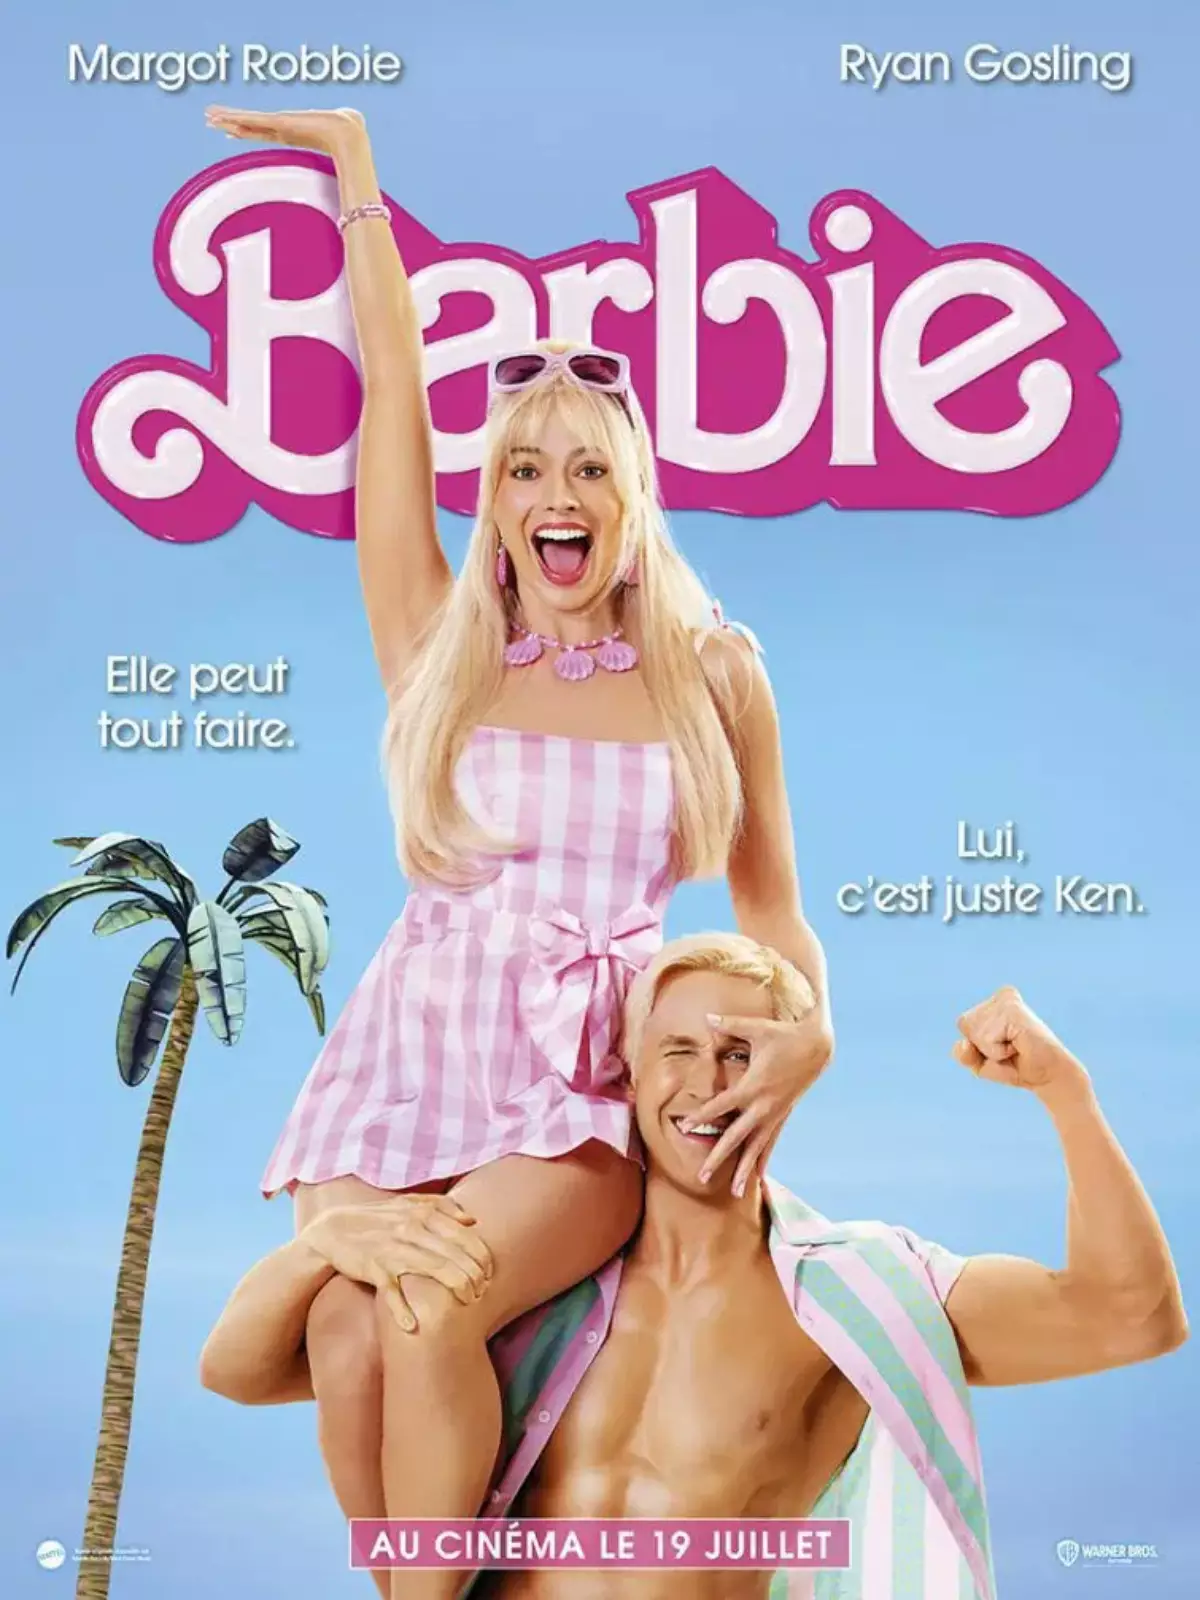 Margot Robbie
Ryan Gosling
Barbie
Elle peut
tout faire.
Lui,
c'est juste Ken.
AU CINÉMA LE 19 JUILLET
MATTEL
WARNER BROS.